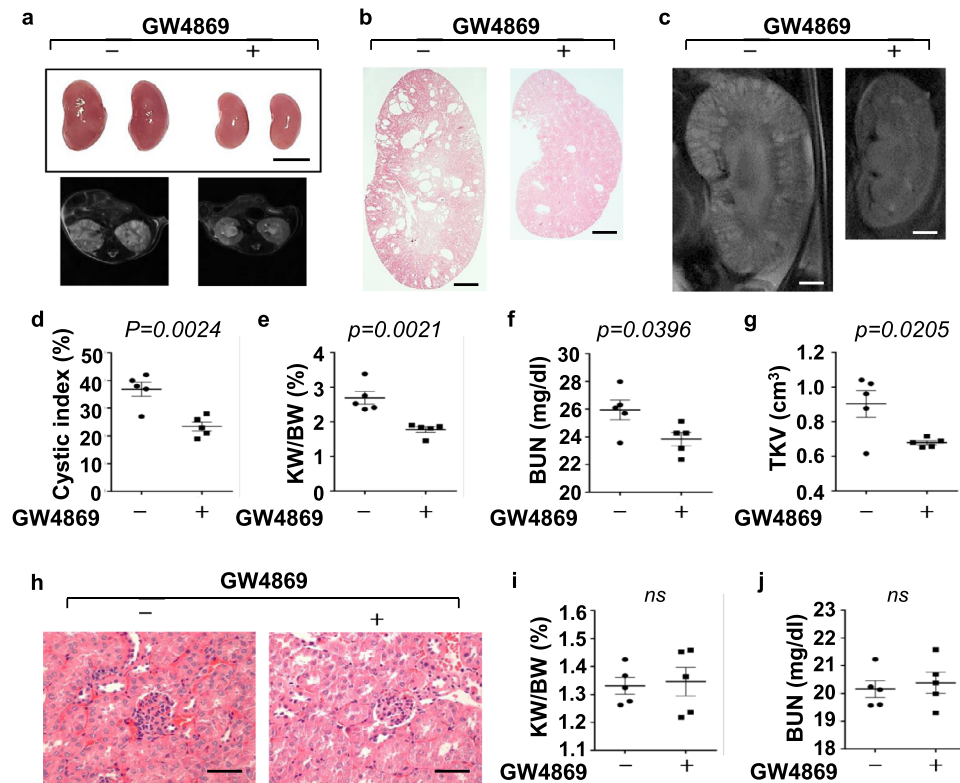 a
GW4869
− +
b
GW4869
− +
c
GW4869
− +
d
P=0.0024
Cystic index (%)
50
40
30
20
10
0
GW4869 − +
e
p=0.0021
KW/BW (%)
4
3
2
1
0
GW4869 − +
f
p=0.0396
BUN (mg/dl)
30
28
26
24
22
20
GW4869 − +
g
p=0.0205
TKV (cm³)
1.2
1.0
0.8
0.6
0.4
GW4869 − +
h
GW4869
− +
i
ns
KW/BW (%)
1.6
1.5
1.4
1.3
1.2
1.1
GW4869 − +
j
ns
BUN (mg/dl)
23
22
21
20
19
18
GW4869 − +